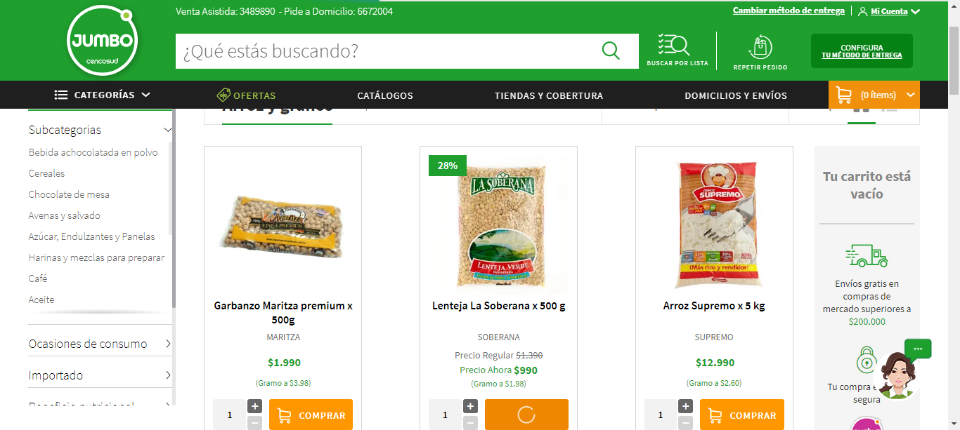 Venta Asistida: 3489890 - Pide a Domicilio: 6672004
Cambiar método de entrega
Mi Cuenta
JUMBO
cencosud
¿Qué estás buscando?
BUSCAR POR LISTA
REPETIR PEDIDO
CONFIGURA
TU MÉTODO DE ENTREGA
CATEGORÍAS
OFERTAS
CATÁLOGOS
TIENDAS Y COBERTURA
DOMICILIOS Y ENVÍOS
(0 ítems)
Arroz y granos
Subcategorias
Bebida achocolatada en polvo
Cereales
Chocolate de mesa
Avenas y salvado
Azúcar, Endulzantes y Panelas
Harinas y mezclas para preparar
Café
Aceite
Ocasiones de consumo
Importado
Beneficio nutricional
Garbanzo Maritza premium x
500g
MARITZA
$1.990
(Gramo a $3.98)
1
+
−
COMPRAR
28%
LA SOBERANA
LENTEJA VERDE
Lenteja La Soberana x 500 g
SOBERANA
Precio Regular $1.390
Precio Ahora $990
(Gramo a $1.98)
1
+
−
SUPREMO
¡Más rico y rendidor!
Arroz Supremo x 5 kg
SUPREMO
$12.990
(Gramo a $2.60)
1
+
−
COMPRAR
Tu carrito está
vacío
Envíos gratis en
compras de
mercado superiores a
$200.000
Tu compra e
segura